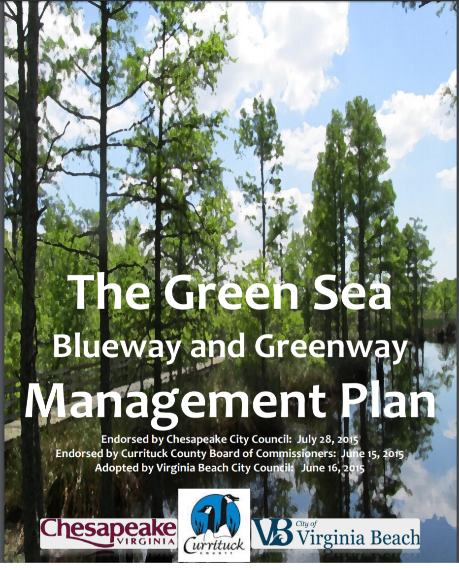 The Green Sea
Blueway and Greenway
Management Plan
Endorsed by Chesapeake City Council: July 28, 2015
Endorsed by Currituck County Board of Commissioners: June 15, 2015
Adopted by Virginia Beach City Council: June 16, 2015
Chesapeake
VIRGINIA
Currituck
COUNTY
VB City of
Virginia Beach